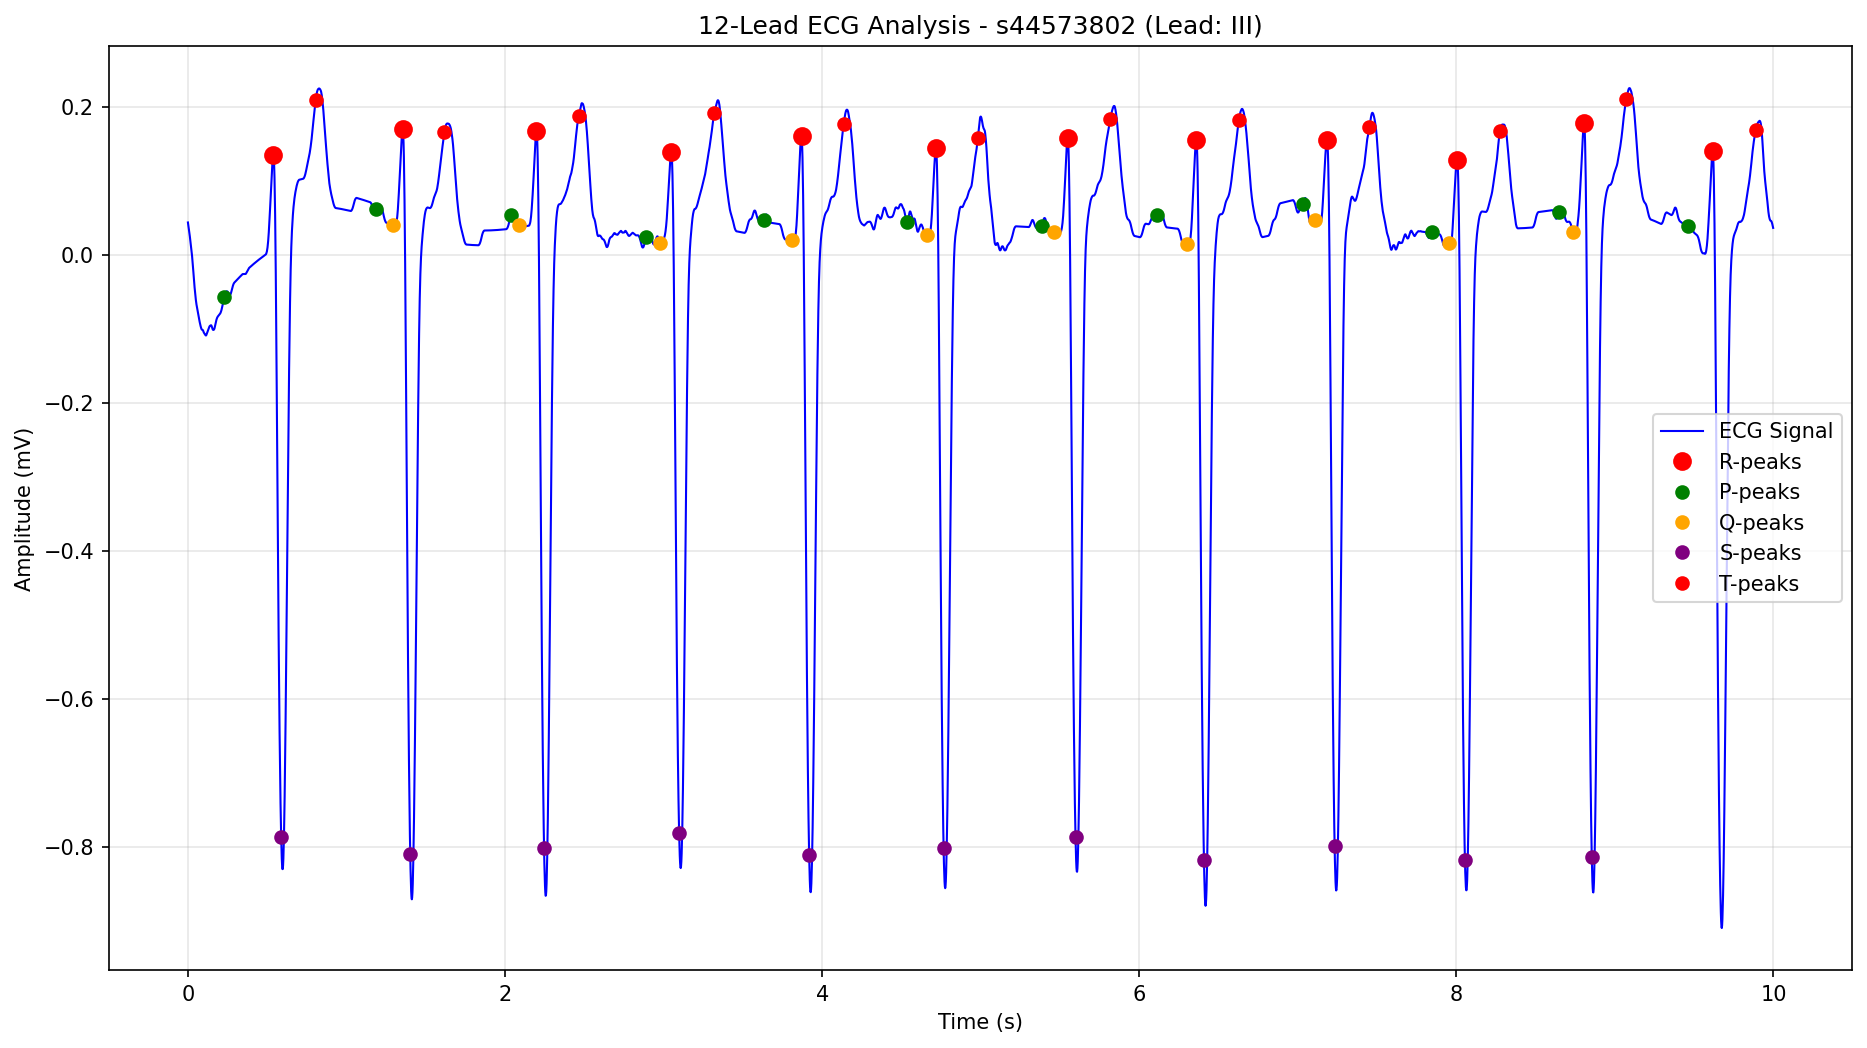 12-Lead ECG Analysis - s44573802 (Lead: III)
Amplitude (mV)
0.2
0.0
−0.2
−0.4
−0.6
−0.8
ECG Signal
R-peaks
P-peaks
Q-peaks
S-peaks
T-peaks
0 2 4 6 8 10
Time (s)